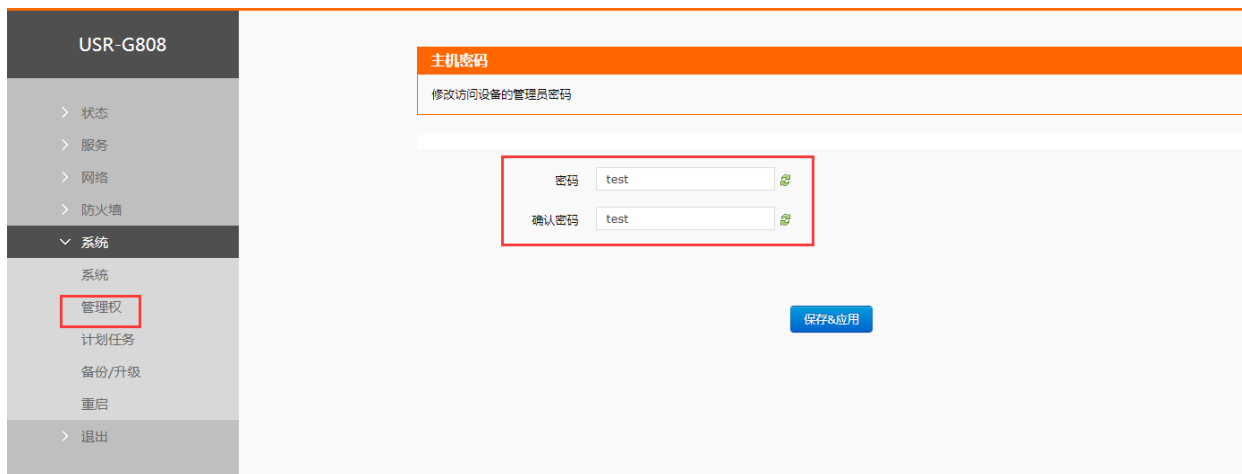 USR-G808
状态
服务
网络
防火墙
系统
系统
管理权
计划任务
备份/升级
重启
退出
主机密码
修改访问设备的管理员密码
密码 test
确认密码 test
保存&应用